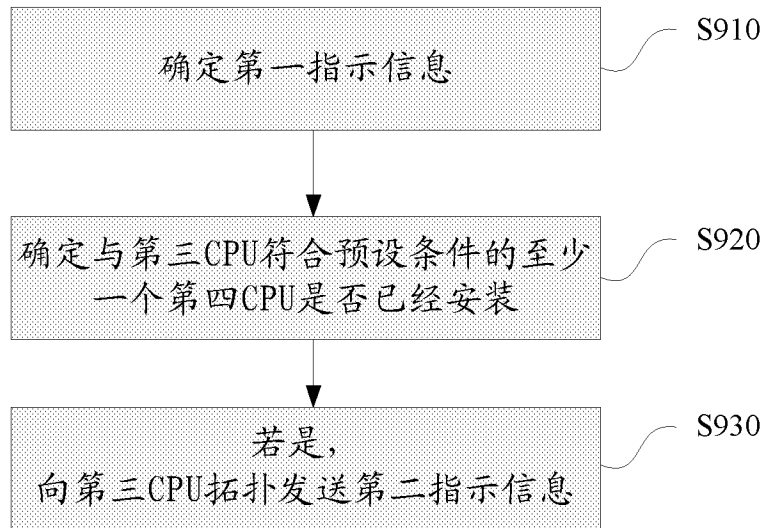 确定第一指示信息
S910
确定与第三CPU符合预设条件的至少
一个第四CPU是否已经安装
S920
若是,
向第三CPU拓扑发送第二指示信息
S930